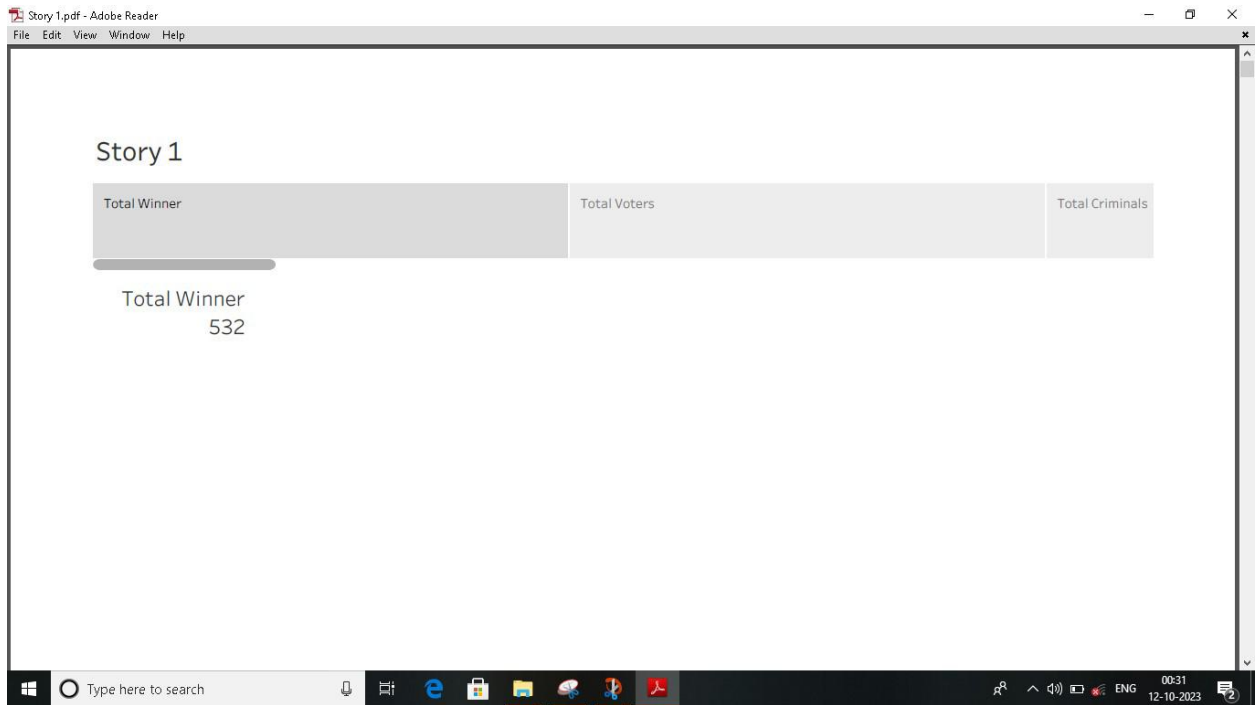 Story 1.pdf - Adobe Reader
File Edit View Window Help
Story 1
Total Winner
Total Voters
Total Criminals
Total Winner
532
Type here to search
ENG
00:31
12-10-2023
2